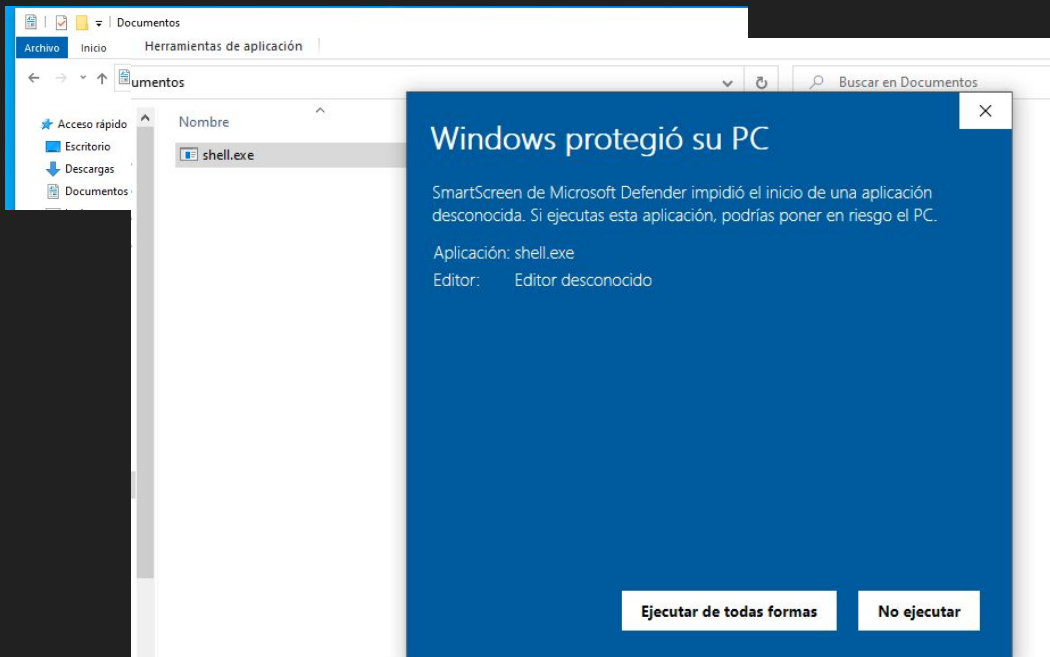 Documentos
Archivo Inicio Herramientas de aplicación
umentos
Buscar en Documentos
Acceso rápido
Escritorio
Descargas
Documentos
Nombre
shell.exe
Windows protegió su PC
SmartScreen de Microsoft Defender impidió el inicio de una aplicación
desconocida. Si ejecutas esta aplicación, podrías poner en riesgo el PC.
Aplicación: shell.exe
Editor: Editor desconocido
Ejecutar de todas formas No ejecutar